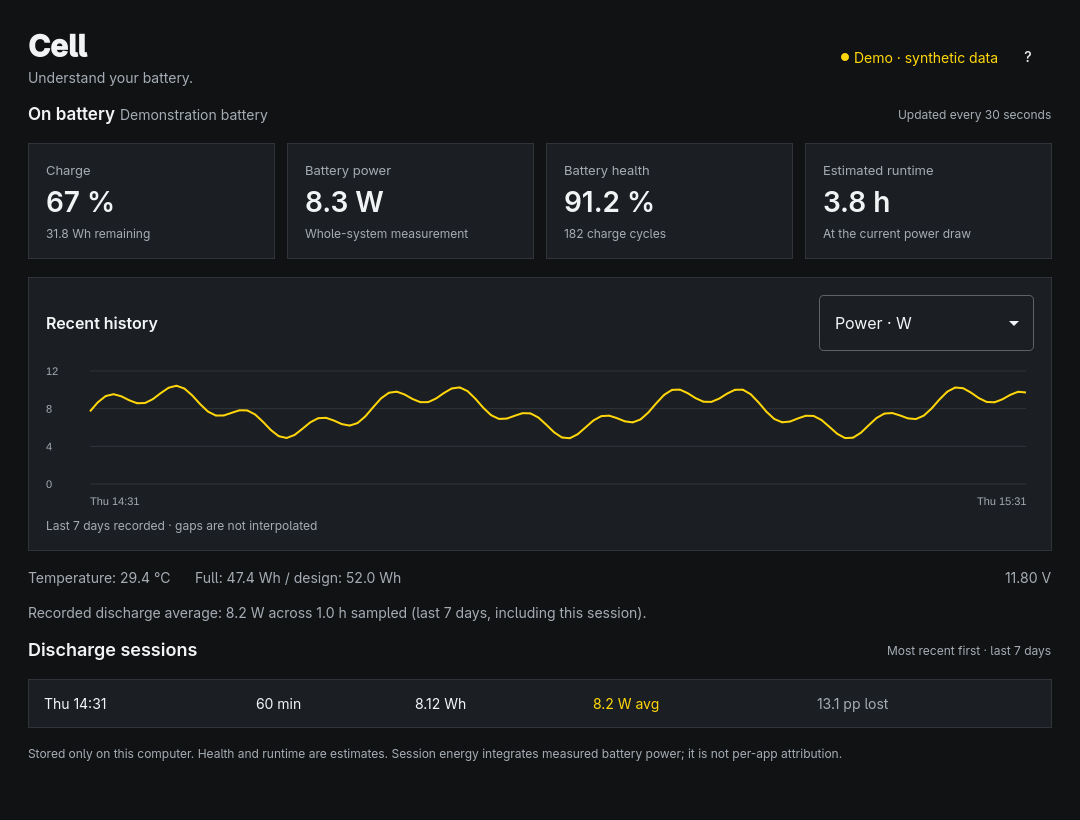 Cell
Understand your battery.
Demo · synthetic data
?
On battery Demonstration battery
Updated every 30 seconds
Charge
67 %
31.8 Wh remaining
Battery power
8.3 W
Whole-system measurement
Battery health
91.2 %
182 charge cycles
Estimated runtime
3.8 h
At the current power draw
Recent history
Power · W
12
8
4
0
Thu 14:31
Thu 15:31
Last 7 days recorded · gaps are not interpolated
Temperature: 29.4 °C
Full: 47.4 Wh / design: 52.0 Wh
11.80 V
Recorded discharge average: 8.2 W across 1.0 h sampled (last 7 days, including this session).
Discharge sessions
Most recent first · last 7 days
Thu 14:31
60 min
8.12 Wh
8.2 W avg
13.1 pp lost
Stored only on this computer. Health and runtime are estimates. Session energy integrates measured battery power; it is not per-app attribution.